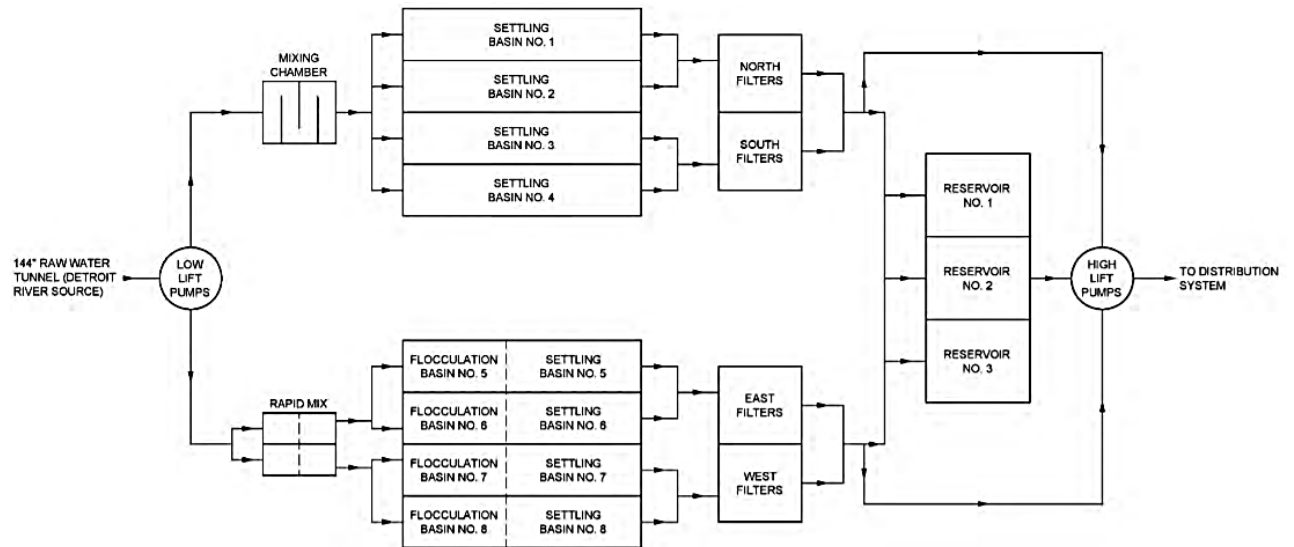 SETTLING
BASIN NO. 1
MIXING
CHAMBER
SETTLING
BASIN NO. 2
NORTH
FILTERS
SETTLING
BASIN NO. 3
SOUTH
FILTERS
SETTLING
BASIN NO. 4
RESERVOIR
NO. 1
144" RAW WATER
TUNNEL (DETROIT
RIVER SOURCE)
LOW
LIFT
PUMPS
RESERVOIR
NO. 2
HIGH
LIFT
PUMPS
TO DISTRIBUTION
SYSTEM
RESERVOIR
NO. 3
FLOCCULATION
BASIN NO. 5
SETTLING
BASIN NO. 5
RAPID MIX
FLOCCULATION
BASIN NO. 6
SETTLING
BASIN NO. 6
EAST
FILTERS
FLOCCULATION
BASIN NO. 7
SETTLING
BASIN NO. 7
WEST
FILTERS
FLOCCULATION
BASIN NO. 8
SETTLING
BASIN NO. 8